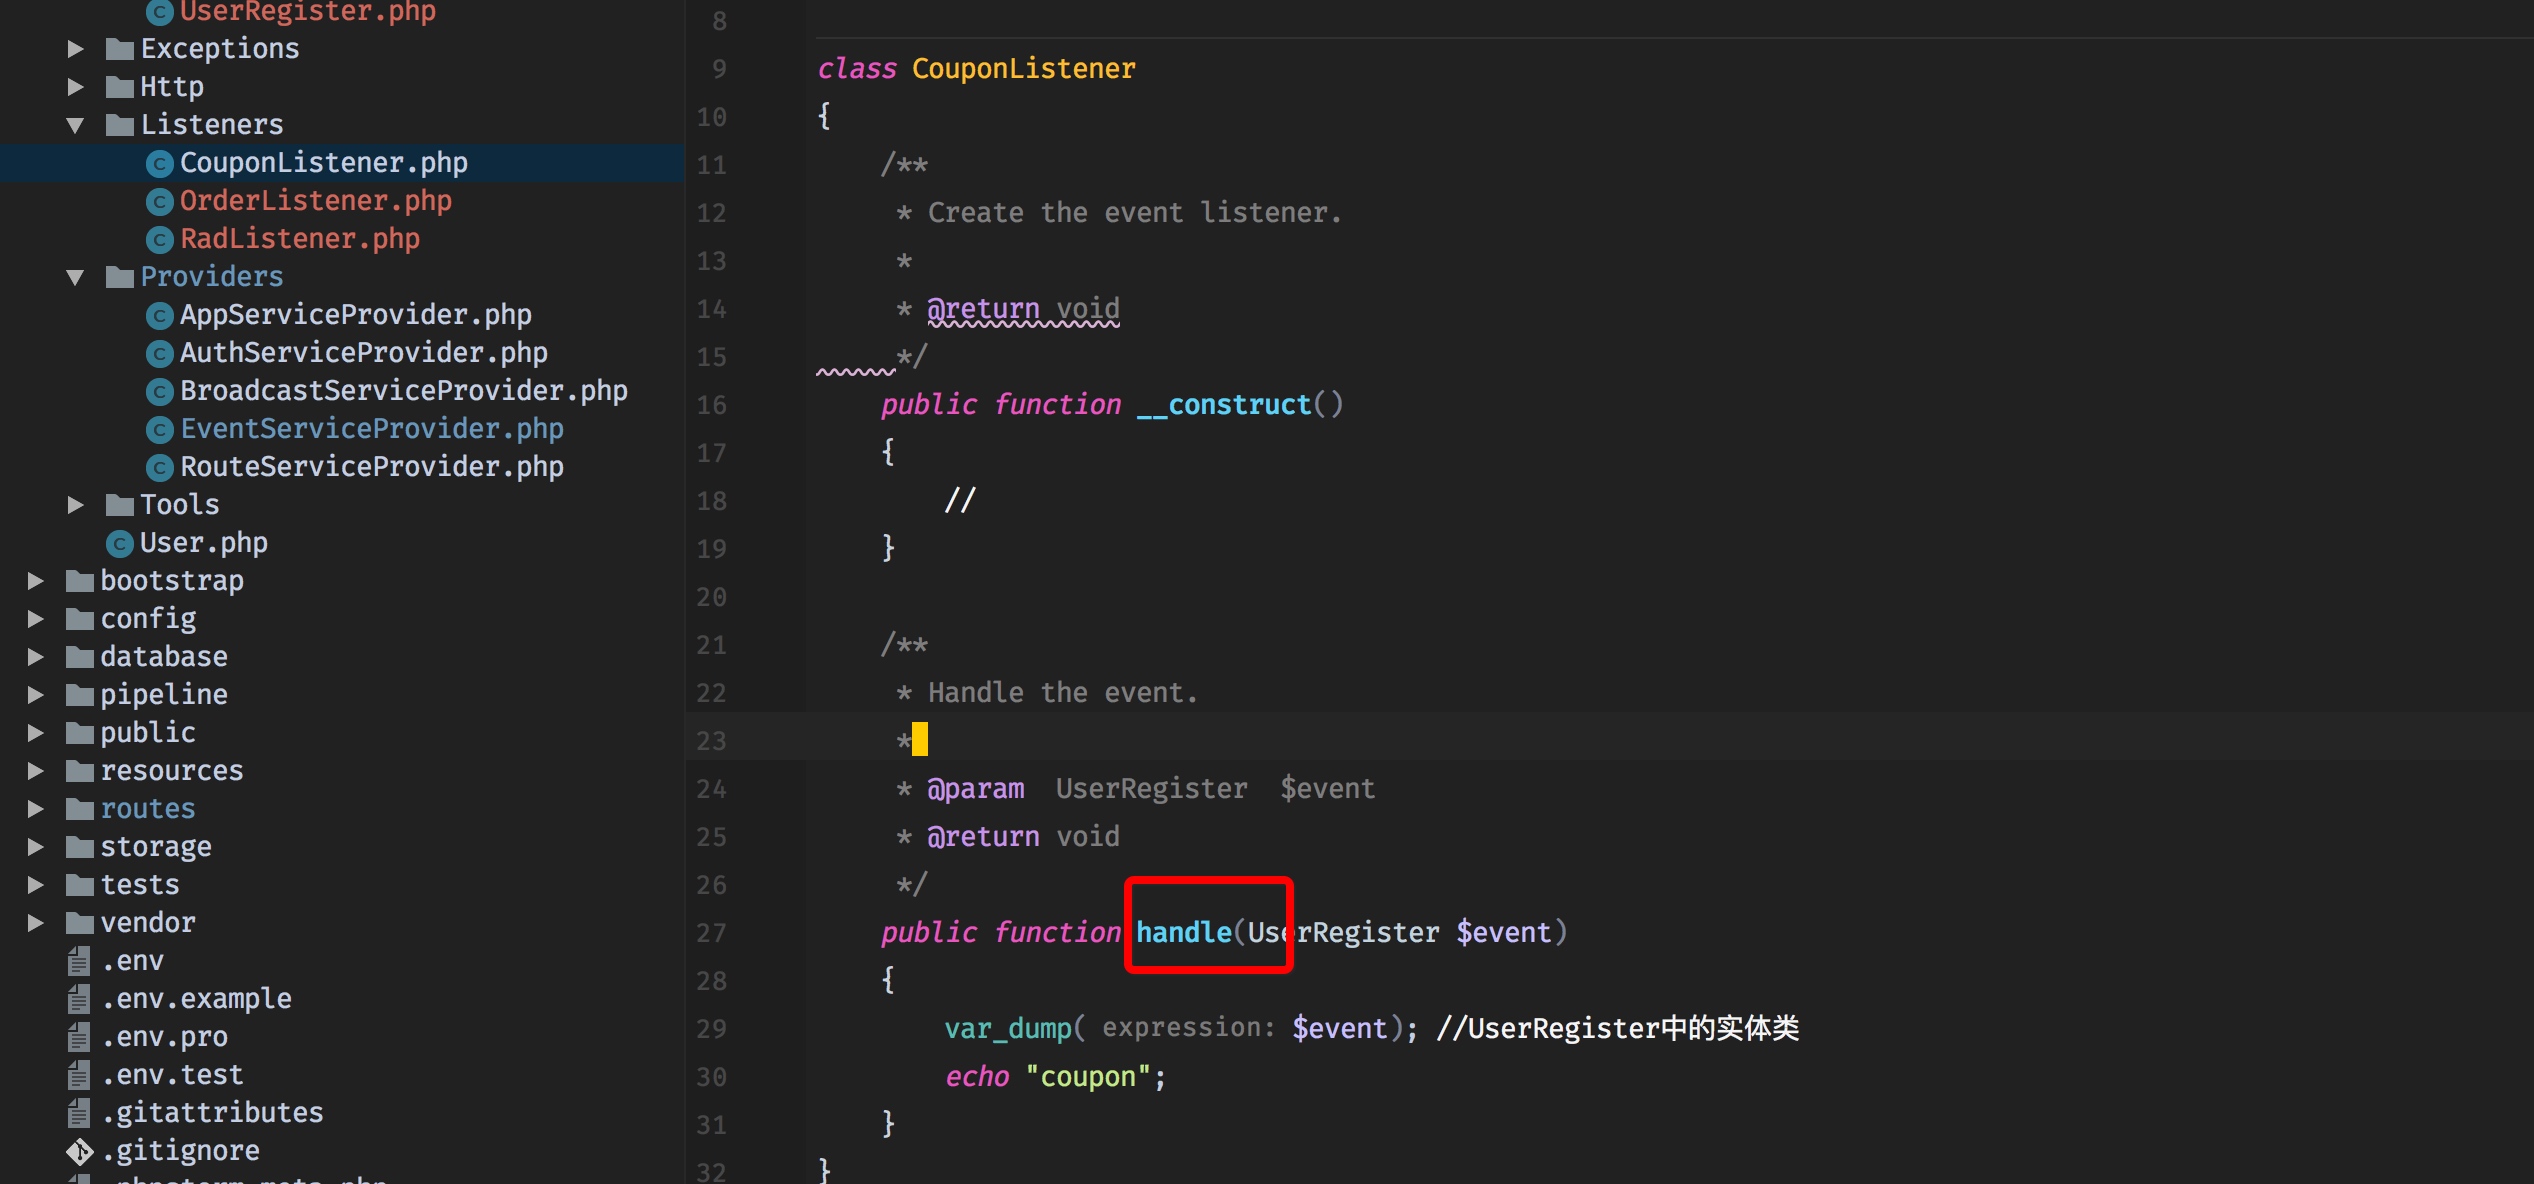 UserRegister.php
Exceptions
Http
Listeners
CouponListener.php
OrderListener.php
RadListener.php
Providers
AppServiceProvider.php
AuthServiceProvider.php
BroadcastServiceProvider.php
EventServiceProvider.php
RouteServiceProvider.php
Tools
User.php
bootstrap
config
database
pipeline
public
resources
routes
storage
tests
vendor
.env
.env.example
.env.pro
.env.test
.gitattributes
.gitignore
.phpstorm.meta.php
8
9 class CouponListener
10 {
11 /**
12 * Create the event listener.
13 *
14 * @return void
15 */
16 public function __construct()
17 {
18 //
19 }
20
21 /**
22 * Handle the event.
23 *
24 * @param  UserRegister  $event
25 * @return void
26 */
27 public function handle(UserRegister $event)
28 {
29 var_dump( expression: $event); //UserRegister中的实体类
30 echo "coupon";
31 }
32 }